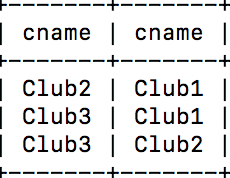 | cname | cname |
| Club2 | Club1 |
| Club3 | Club1 |
| Club3 | Club2 |